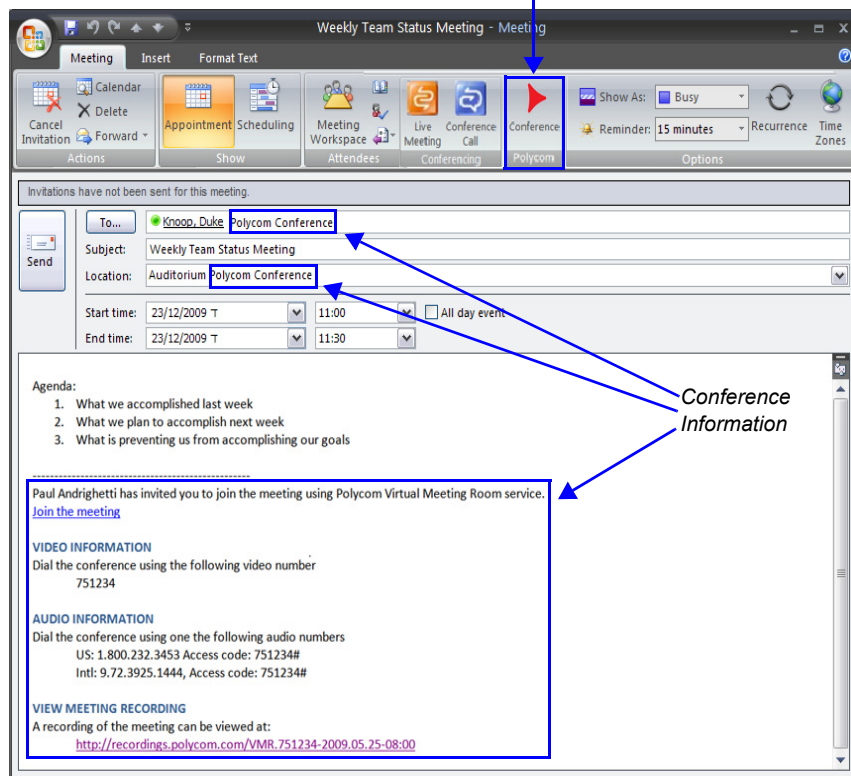 Weekly Team Status Meeting - Meeting
Meeting Insert Format Text
Cancel Invitation
Calendar
Delete
Forward
Actions
Appointment Scheduling
Show
Meeting Workspace
Attendees
Live Meeting
Conference Call
Conferencing
Conference
Polycom
Show As: Busy
Reminder: 15 minutes
Recurrence
Time Zones
Options
Invitations have not been sent for this meeting.
Send
To... Knoop, Duke Polycom Conference
Subject: Weekly Team Status Meeting
Location: Auditorium Polycom Conference
Start time: 23/12/2009 ד 11:00 All day event
End time: 23/12/2009 ד 11:30
Agenda:
1. What we accomplished last week
2. What we plan to accomplish next week
3. What is preventing us from accomplishing our goals
Conference
Information
--------------------------------------------------
Paul Andrighetti has invited you to join the meeting using Polycom Virtual Meeting Room service.
Join the meeting
VIDEO INFORMATION
Dial the conference using the following video number
751234
AUDIO INFORMATION
Dial the conference using one the following audio numbers
US: 1.800.232.3453 Access code: 751234#
Intl: 9.72.3925.1444, Access code: 751234#
VIEW MEETING RECORDING
A recording of the meeting can be viewed at:
http://recordings.polycom.com/VMR.751234-2009.05.25-08:00